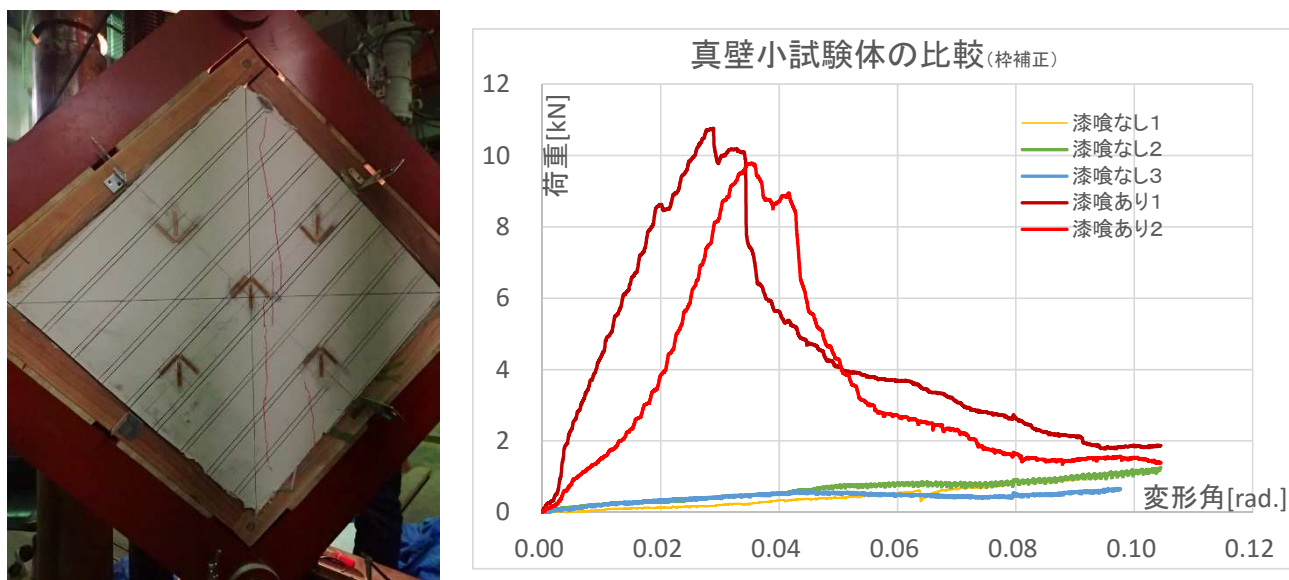 真壁小試験体の比較(枠補正)
荷重[kN]
12
10
8
6
4
2
0
漆喰なし1
漆喰なし2
漆喰なし3
漆喰あり1
漆喰あり2
変形角[rad.]
0.00 0.02 0.04 0.06 0.08 0.10 0.12